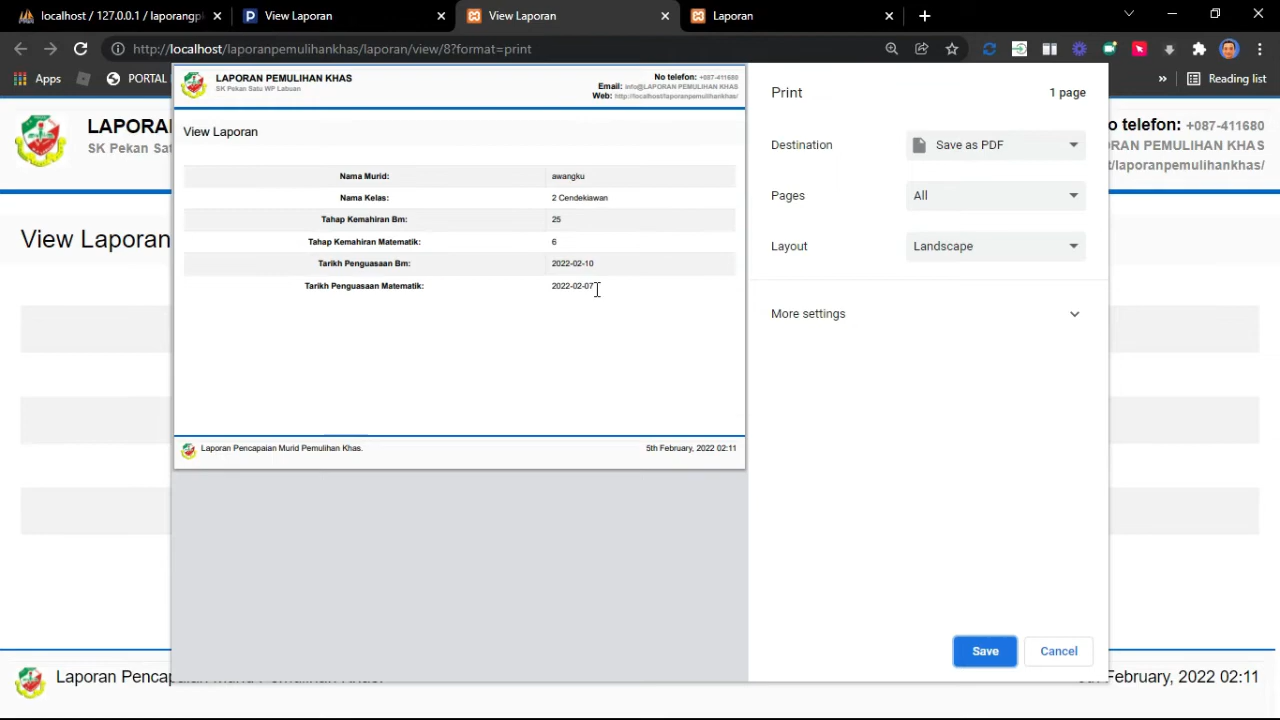 localhost / 127.0.0.1 / laporangp
View Laporan
View Laporan
Laporan
http://localhost/laporanpemulihankhas/laporan/view/8?format=print
Apps
PORTAL
»
Reading list
LAPORA
SK Pekan Sat
o telefon: +087-411680
RAN PEMULIHAN KHAS
t/laporanpemulihankhas/
View Laporan
LAPORAN PEMULIHAN KHAS
SK Pekan Satu WP Labuan
No telefon: +087-411680
Email: info@LAPORAN PEMULIHAN KHAS
Web: http://localhost/laporanpemulihankhas/
View Laporan
Nama Murid: awangku
Nama Kelas: 2 Cendekiawan
Tahap Kemahiran Bm: 25
Tahap Kemahiran Matematik: 6
Tarikh Penguasaan Bm: 2022-02-10
Tarikh Penguasaan Matematik: 2022-02-07
Laporan Pencapaian Murid Pemulihan Khas.
5th February, 2022 02:11
Print
1 page
Destination
Save as PDF
Pages
All
Layout
Landscape
More settings
Save
Cancel
Laporan Pencap
February, 2022 02:11